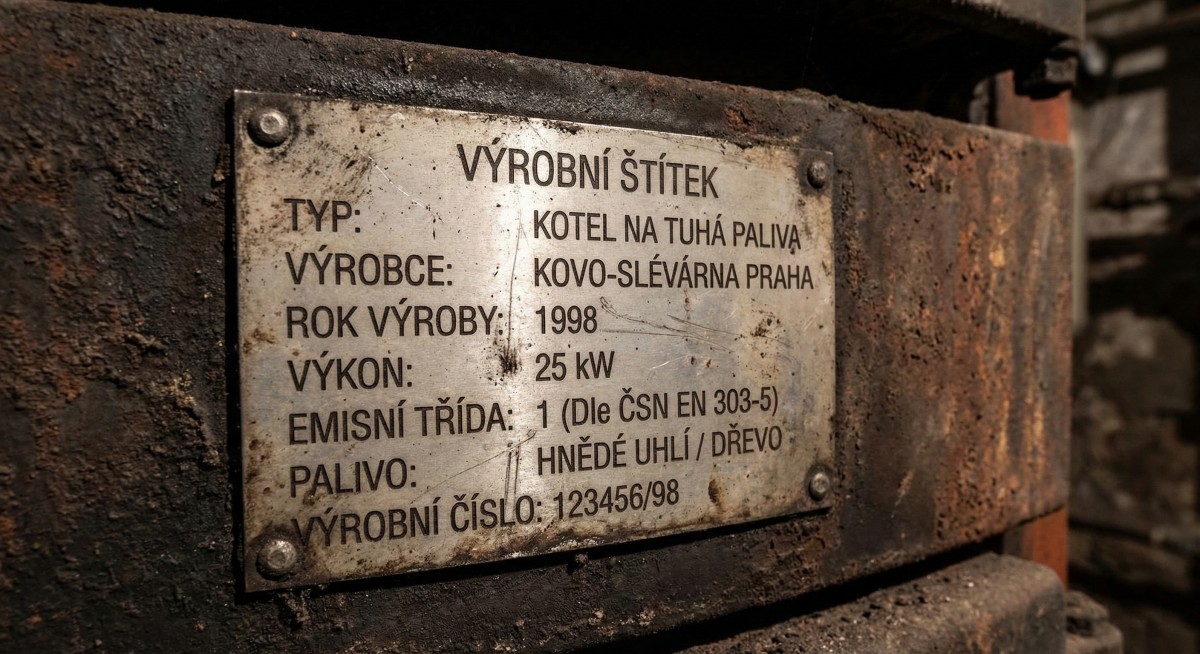 VÝROBNÍ ŠTÍTEK
TYP: KOTEL NA TUHÁ PALIVA
VÝROBCE: KOVO-SLÉVÁRNA PRAHA
ROK VÝROBY: 1998
VÝKON: 25 kW
EMISNÍ TŘÍDA: 1 (Dle ČSN EN 303-5)
PALIVO: HNĚDÉ UHLÍ / DŘEVO
VÝROBNÍ ČÍSLO: 123456/98